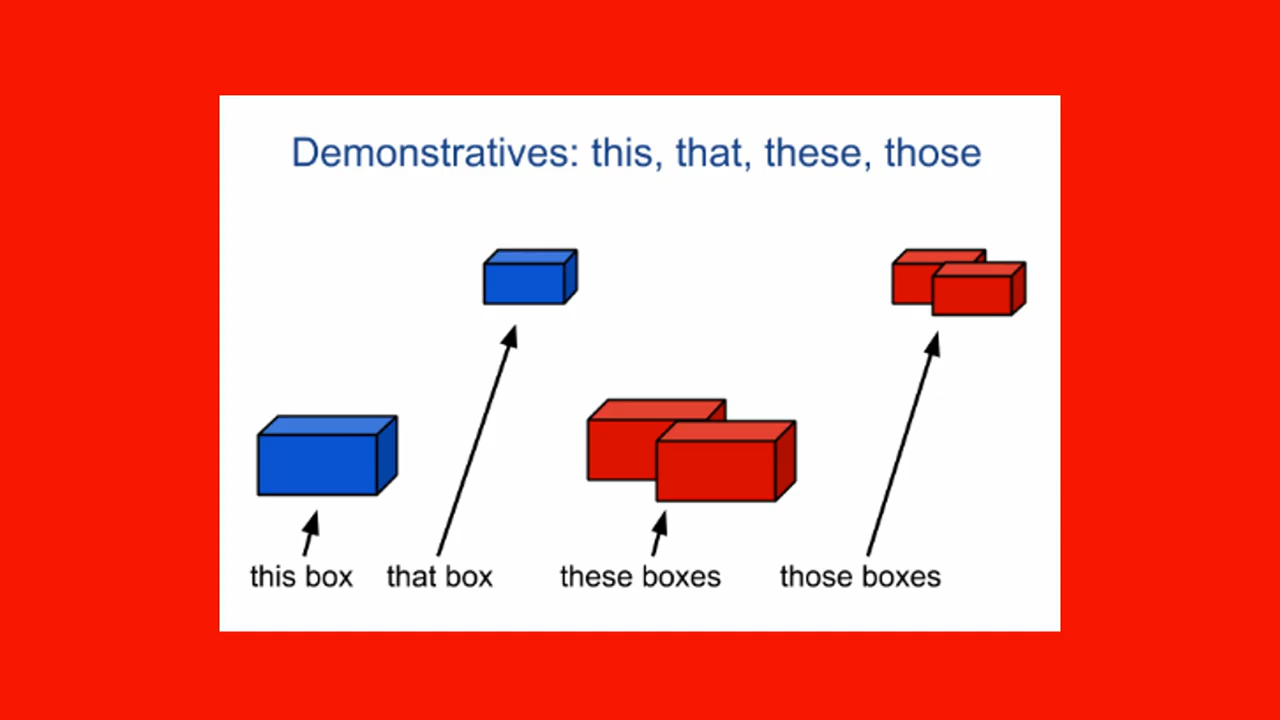 Demonstratives: this, that, these, those
this box
that box
these boxes
those boxes